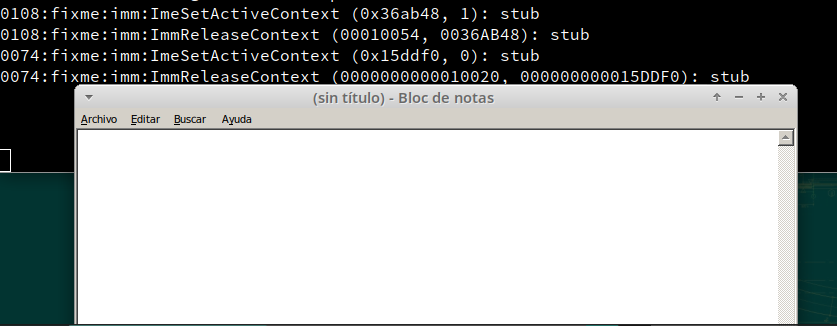 0108:fixme:imm:ImeSetActiveContext (0x36ab48, 1): stub
0108:fixme:imm:ImmReleaseContext (00010054, 0036AB48): stub
0074:fixme:imm:ImeSetActiveContext (0x15ddf0, 0): stub
0074:fixme:imm:ImmReleaseContext (0000000000010020, 000000000015DDF0): stub
(sin título) - Bloc de notas
Archivo Editar Buscar Ayuda